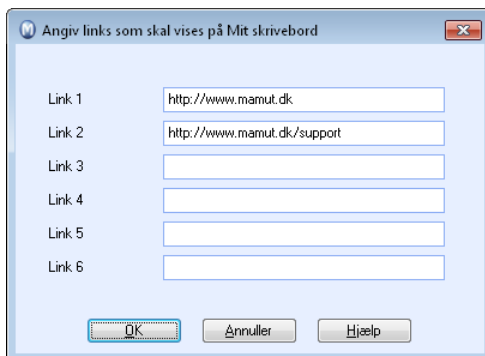 Angiv links som skal vises på Mit skrivebord
Link 1 http://www.mamut.dk
Link 2 http://www.mamut.dk/support
Link 3
Link 4
Link 5
Link 6
OK Annuller Hjælp